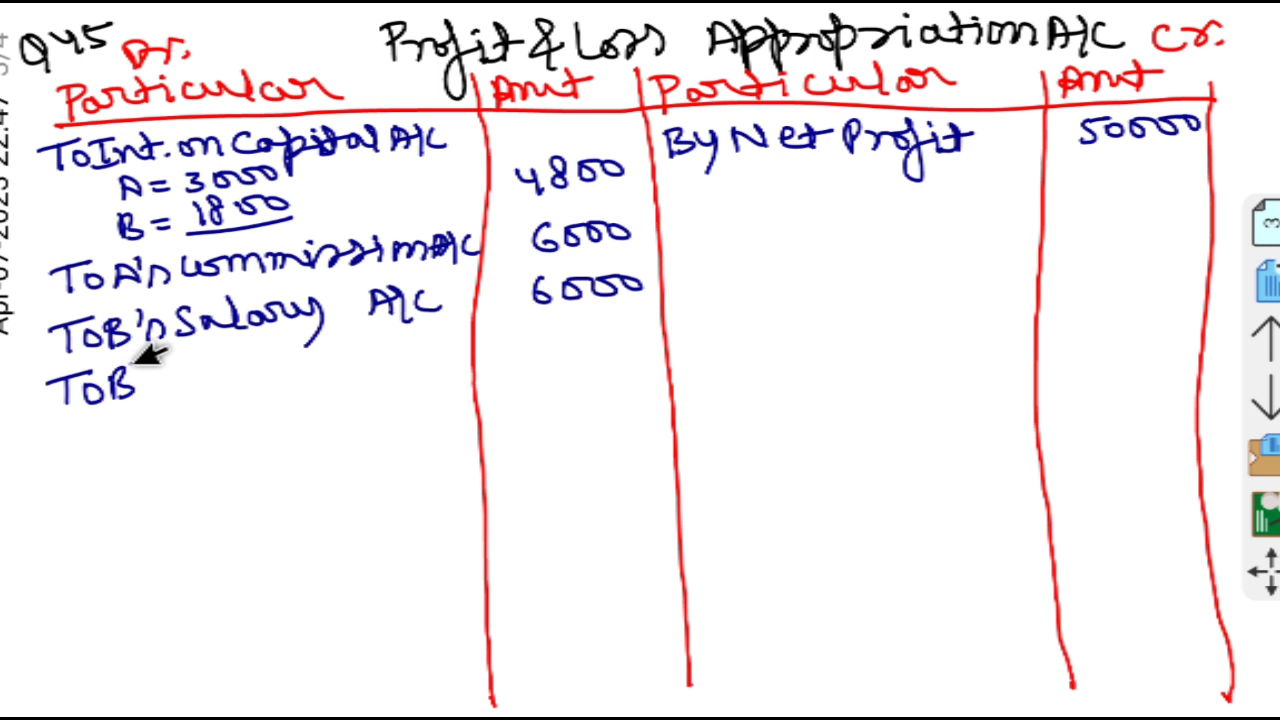 Q45 Profit & Loss Appropriation A/C
Dr. Cr.
Particular Amt Particular Amt
To Int. on Capital A/C By Net Profit 50000
A = 3000 4800
B = 1800
To A's Commission A/C 6000
To B's Salary A/C 6000
To B